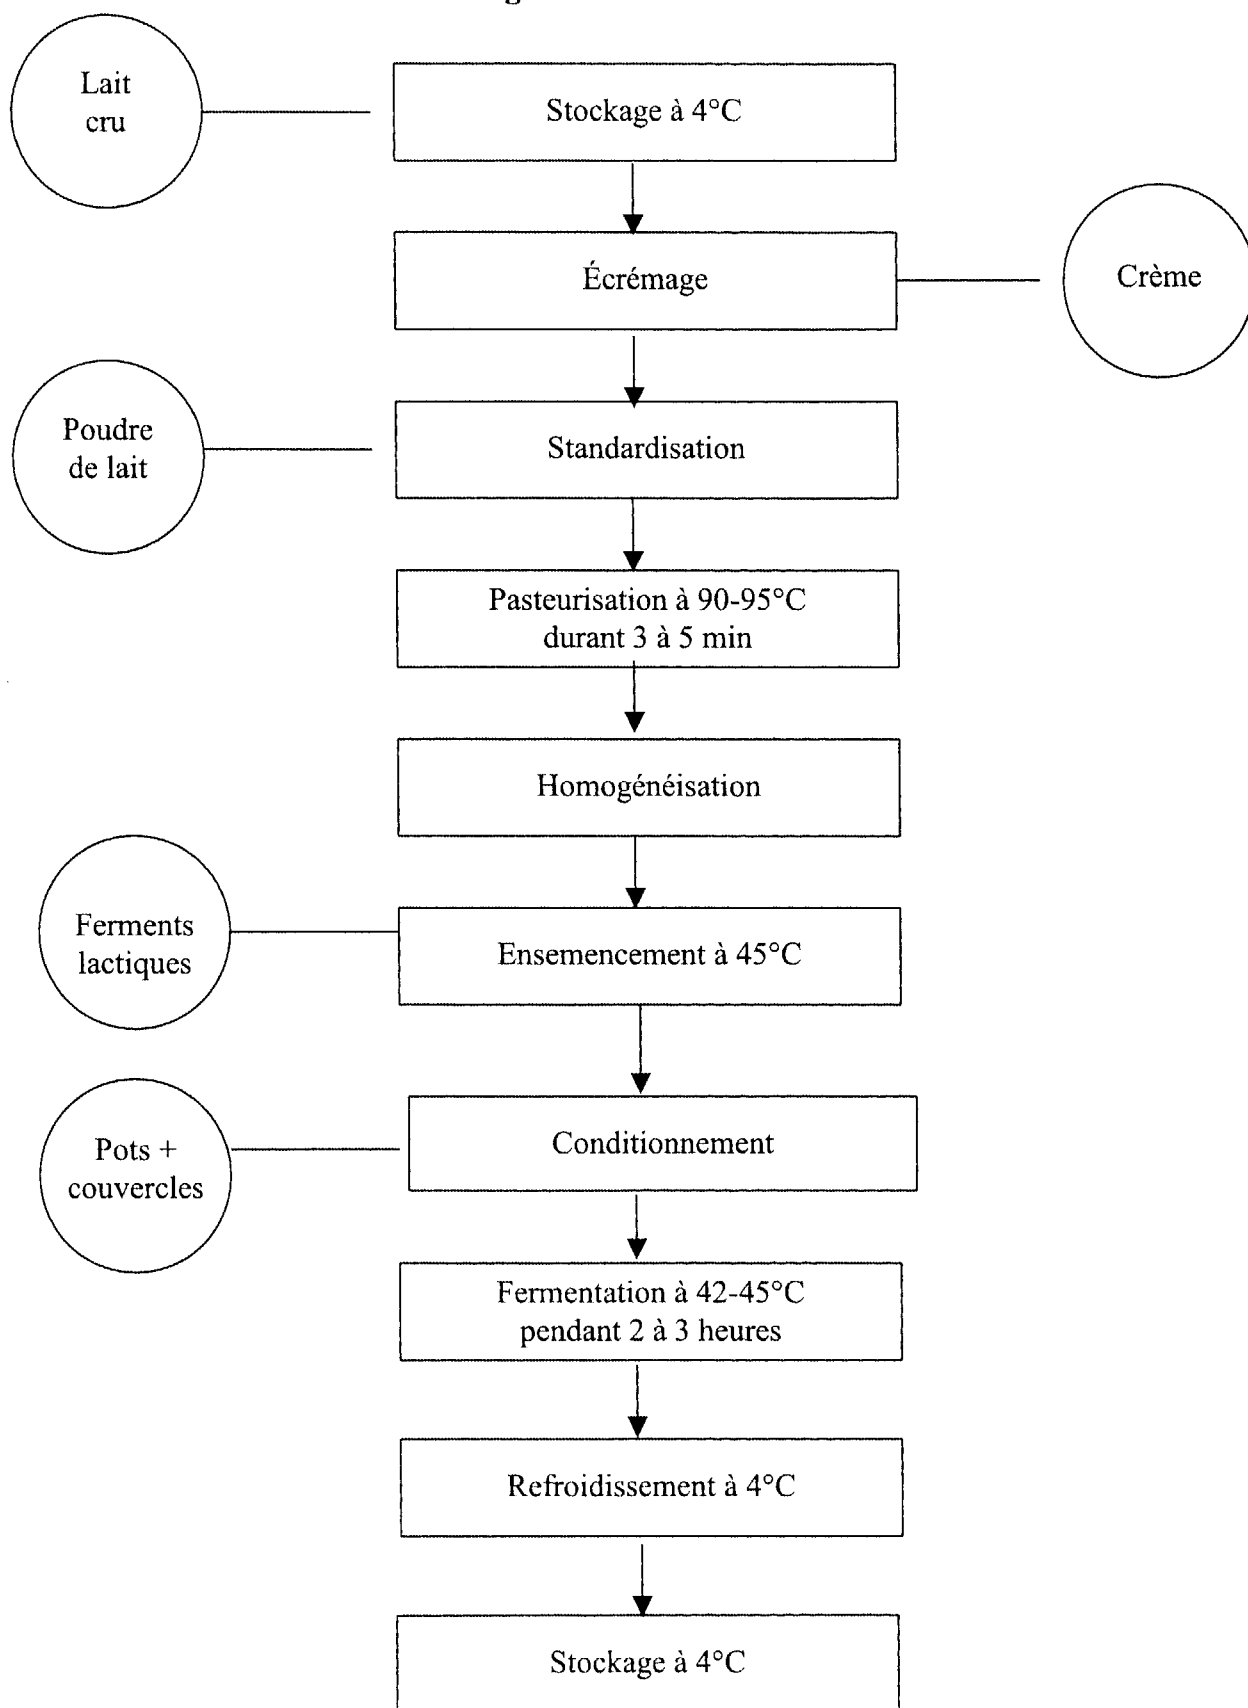 Lait
cru
Stockage à 4°C
Écrémage
Crème
Poudre
de lait
Standardisation
Pasteurisation à 90-95°C
durant 3 à 5 min
Homogénéisation
Ferments
lactiques
Ensemencement à 45°C
Pots +
couvercles
Conditionnement
Fermentation à 42-45°C
pendant 2 à 3 heures
Refroidissement à 4°C
Stockage à 4°C